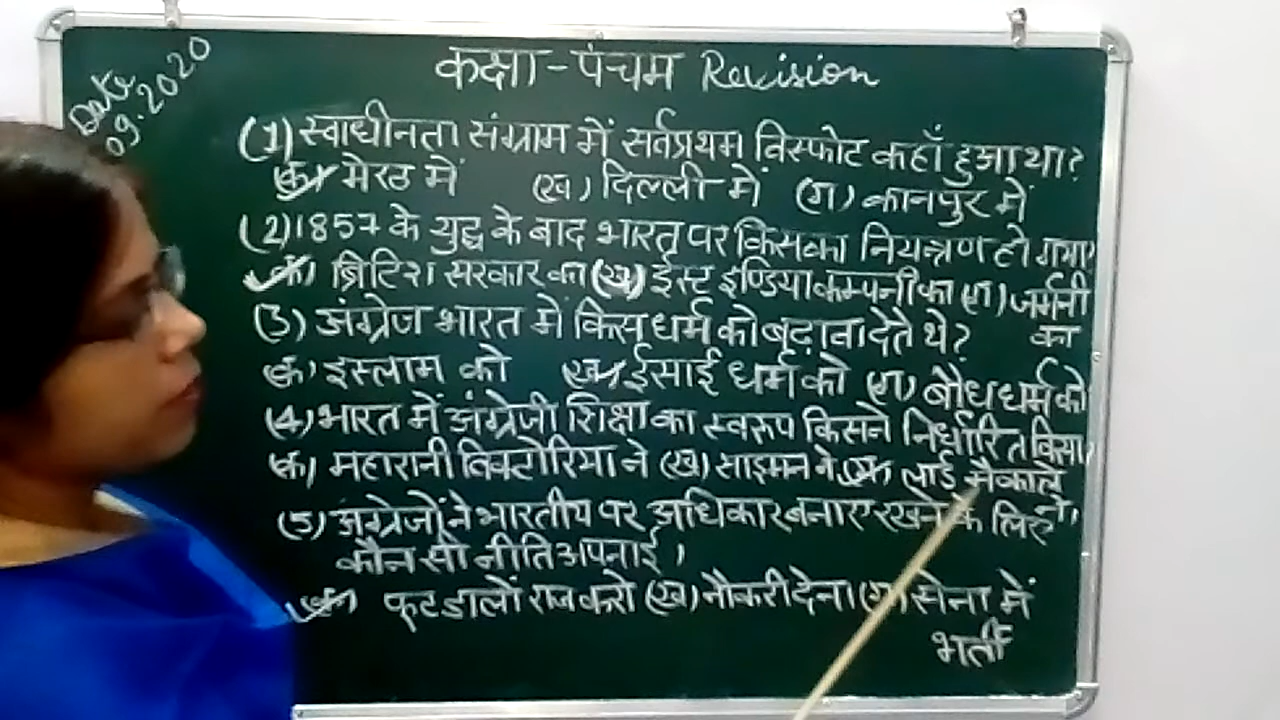 Date
09.2020
कक्षा - पंचम Revision
(1) स्वाधीनता संग्राम में सर्वप्रथम विस्फोट कहाँ हुआ था?
(क) मेरठ में (ख) दिल्ली में (ग) कानपुर में
(2) 1857 के युद्ध के बाद भारत पर किसका नियन्त्रण हो गया
(क) ब्रिटिश सरकार का (ख) ईस्ट इण्डिया कम्पनी का (ग) जर्मनी
का
(3) अंग्रेज भारत में किस धर्म को बढ़ावा देते थे?
(क) इस्लाम को (ख) ईसाई धर्म को (ग) बौध धर्म को
(4) भारत में अंग्रेजी शिक्षा का स्वरूप किसने निर्धारित किया
(क) महारानी विक्टोरिया ने (ख) साइमन ने (ग) लार्ड मैकाले
ने।
(5) अंग्रेजों ने भारतीय पर अधिकार बनाए रखने के लिए
कौन सी नीति अपनाई।
(क) फूट डालों राज करो (ख) नौकरी देना (ग) सेना में
भर्ती